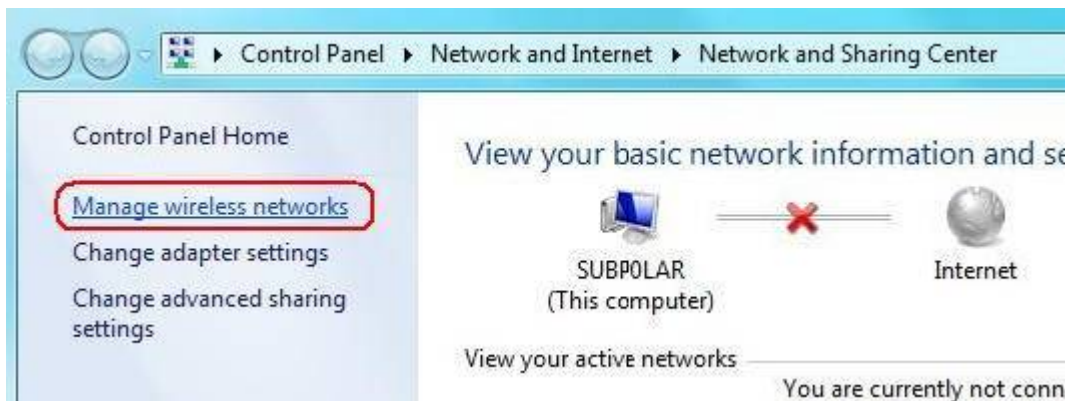 Control Panel ▸ Network and Internet ▸ Network and Sharing Center
Control Panel Home
Manage wireless networks
Change adapter settings
Change advanced sharing
settings
View your basic network information and se
SUBP0LAR
(This computer)
Internet
View your active networks
You are currently not conn